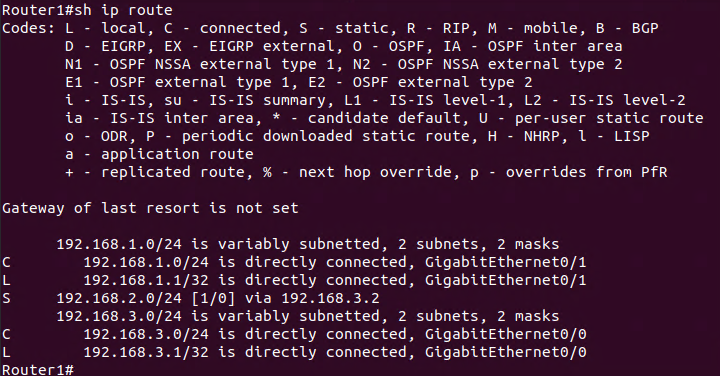 Router1#sh ip route
Codes: L - local, C - connected, S - static, R - RIP, M - mobile, B - BGP
       D - EIGRP, EX - EIGRP external, O - OSPF, IA - OSPF inter area
       N1 - OSPF NSSA external type 1, N2 - OSPF NSSA external type 2
       E1 - OSPF external type 1, E2 - OSPF external type 2
       i - IS-IS, su - IS-IS summary, L1 - IS-IS level-1, L2 - IS-IS level-2
       ia - IS-IS inter area, * - candidate default, U - per-user static route
       o - ODR, P - periodic downloaded static route, H - NHRP, l - LISP
       a - application route
       + - replicated route, % - next hop override, p - overrides from PfR

Gateway of last resort is not set

      192.168.1.0/24 is variably subnetted, 2 subnets, 2 masks
C        192.168.1.0/24 is directly connected, GigabitEthernet0/1
L        192.168.1.1/32 is directly connected, GigabitEthernet0/1
S     192.168.2.0/24 [1/0] via 192.168.3.2
      192.168.3.0/24 is variably subnetted, 2 subnets, 2 masks
C        192.168.3.0/24 is directly connected, GigabitEthernet0/0
L        192.168.3.1/32 is directly connected, GigabitEthernet0/0
Router1#